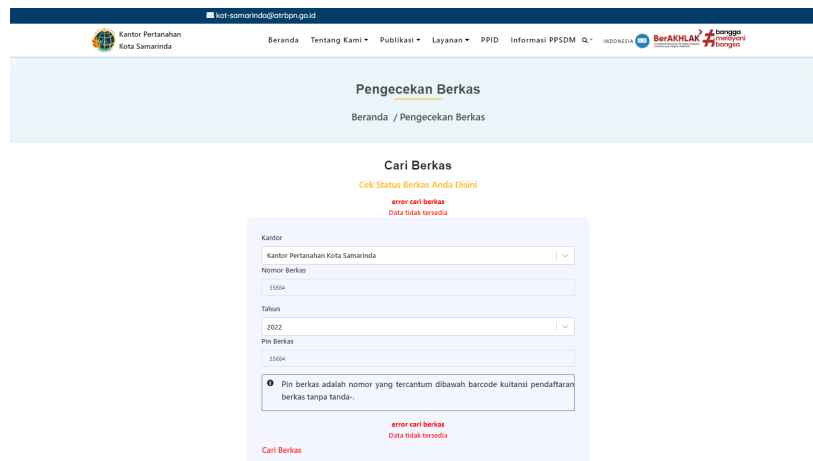 kot-samarinda@atrbpn.go.id
Kantor Pertanahan
Kota Samarinda
Beranda Tentang Kami Publikasi Layanan PPID Informasi PPSDM INDONESIA BerAKHLAK # bangga melayani bangsa
Pengecekan Berkas
Beranda / Pengecekan Berkas
Cari Berkas
Cek Status Berkas Anda Disini
error cari berkas
Data tidak tersedia
Kantor
Kantor Pertanahan Kota Samarinda
Nomor Berkas
35684
Tahun
2022
Pin Berkas
35684
Pin berkas adalah nomor yang tercantum dibawah barcode kuitansi pendaftaran
berkas tanpa tanda-.
error cari berkas
Data tidak tersedia
Cari Berkas